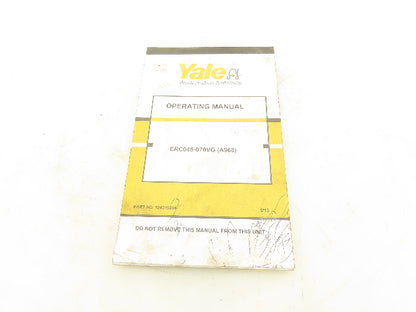 Yale
OPERATING MANUAL
ERC045-070VG (A968)
PART NO.
DO NOT REMOVE THIS MANUAL FROM THIS UNIT